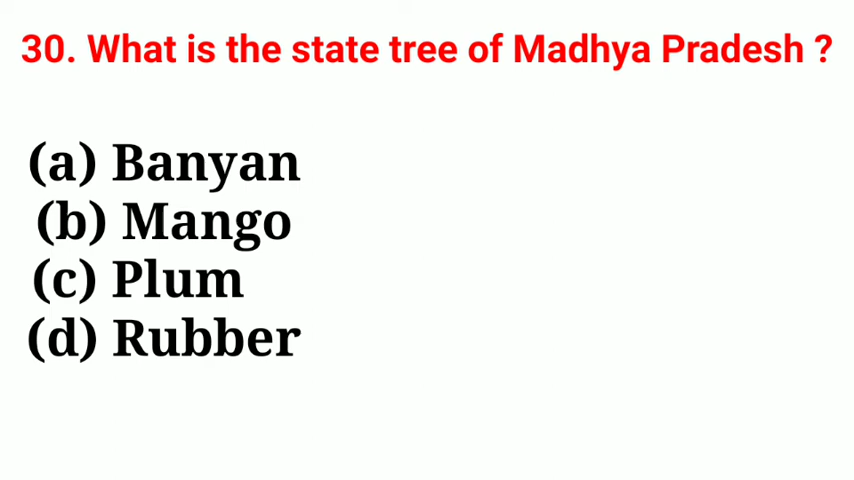 30. What is the state tree of Madhya Pradesh ?
(a) Banyan
(b) Mango
(c) Plum
(d) Rubber